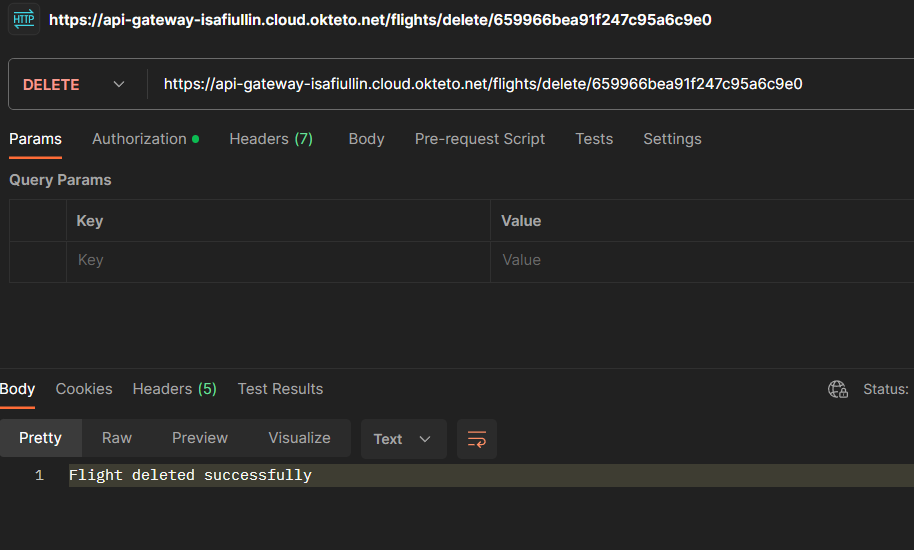 HTTP https://api-gateway-isafiullin.cloud.okteto.net/flights/delete/659966bea91f247c95a6c9e0
DELETE https://api-gateway-isafiullin.cloud.okteto.net/flights/delete/659966bea91f247c95a6c9e0
Params Authorization Headers (7) Body Pre-request Script Tests Settings
Query Params
Key Value
Key Value
Body Cookies Headers (5) Test Results Status:
Pretty Raw Preview Visualize Text
1 Flight deleted successfully